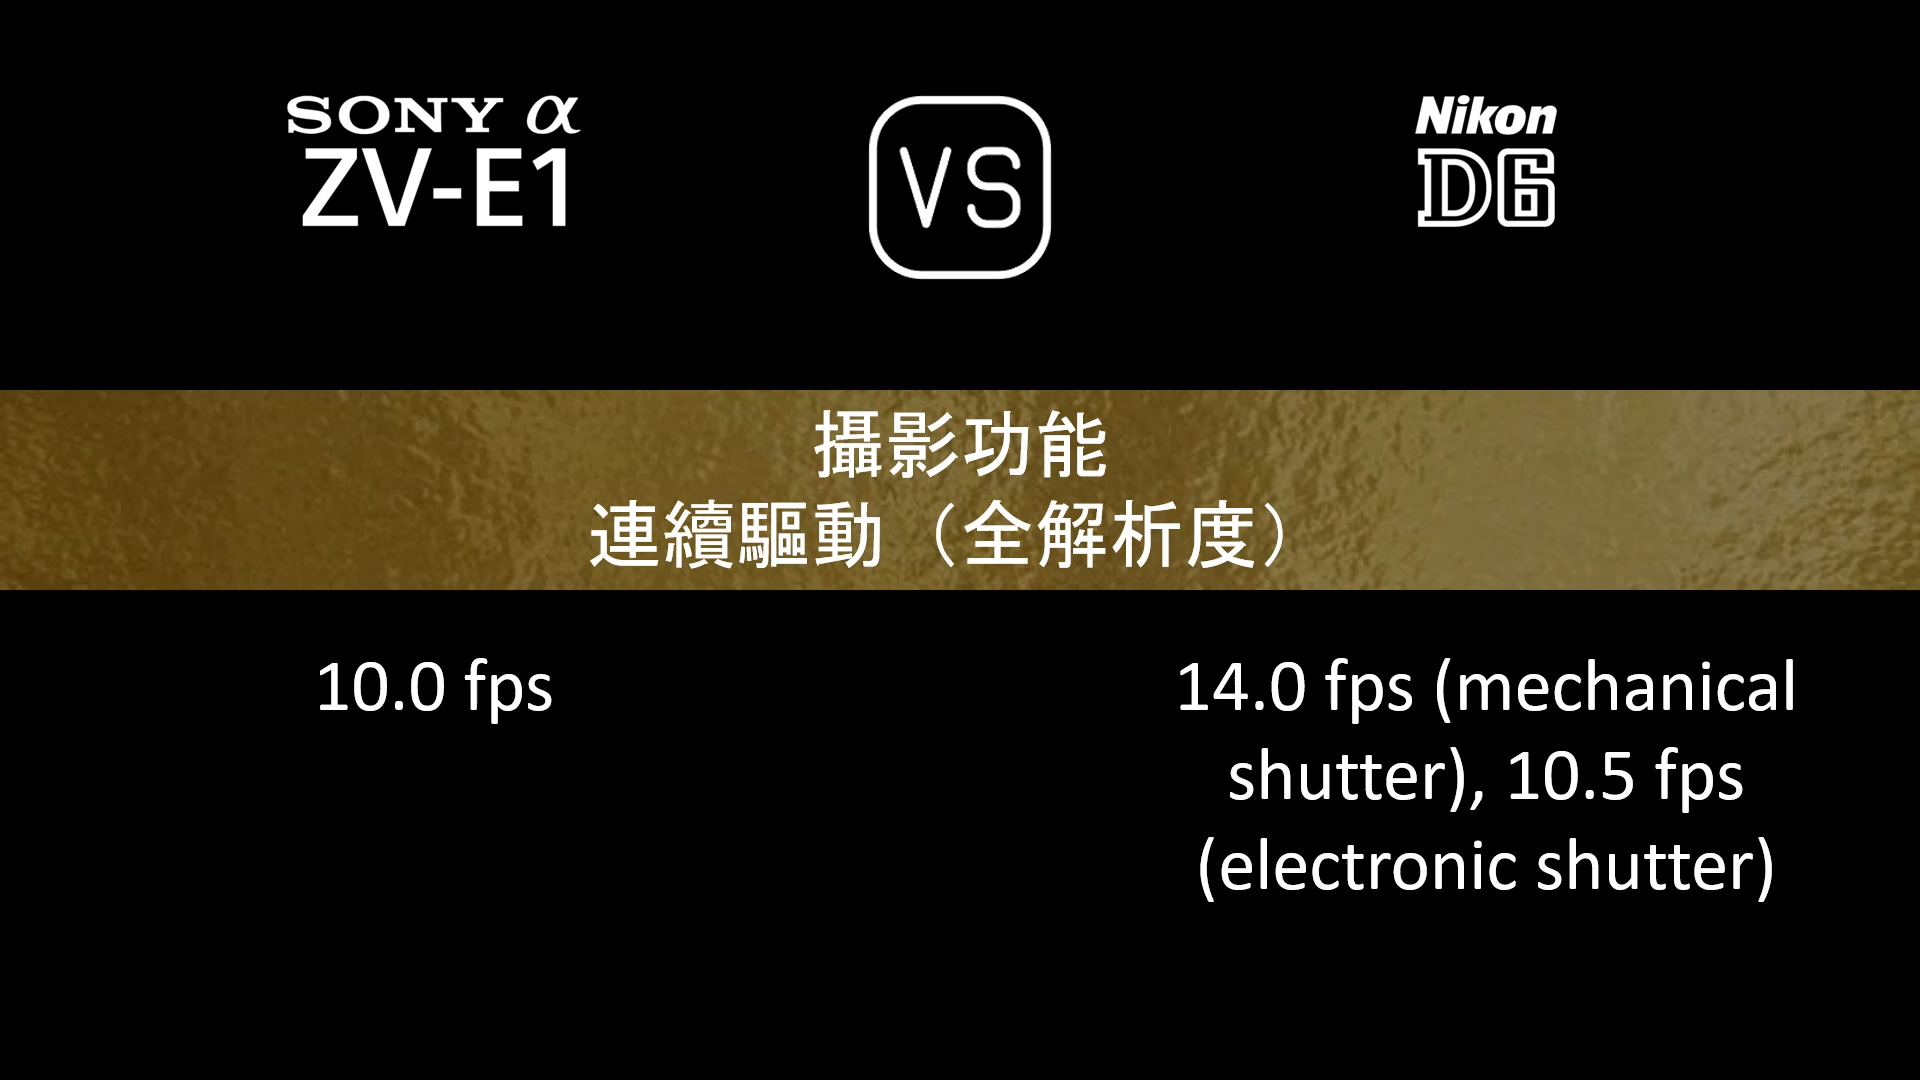 SONY α
ZV-E1
VS
Nikon
D6
攝影功能
連續驅動（全解析度）
10.0 fps
14.0 fps (mechanical
shutter), 10.5 fps
(electronic shutter)